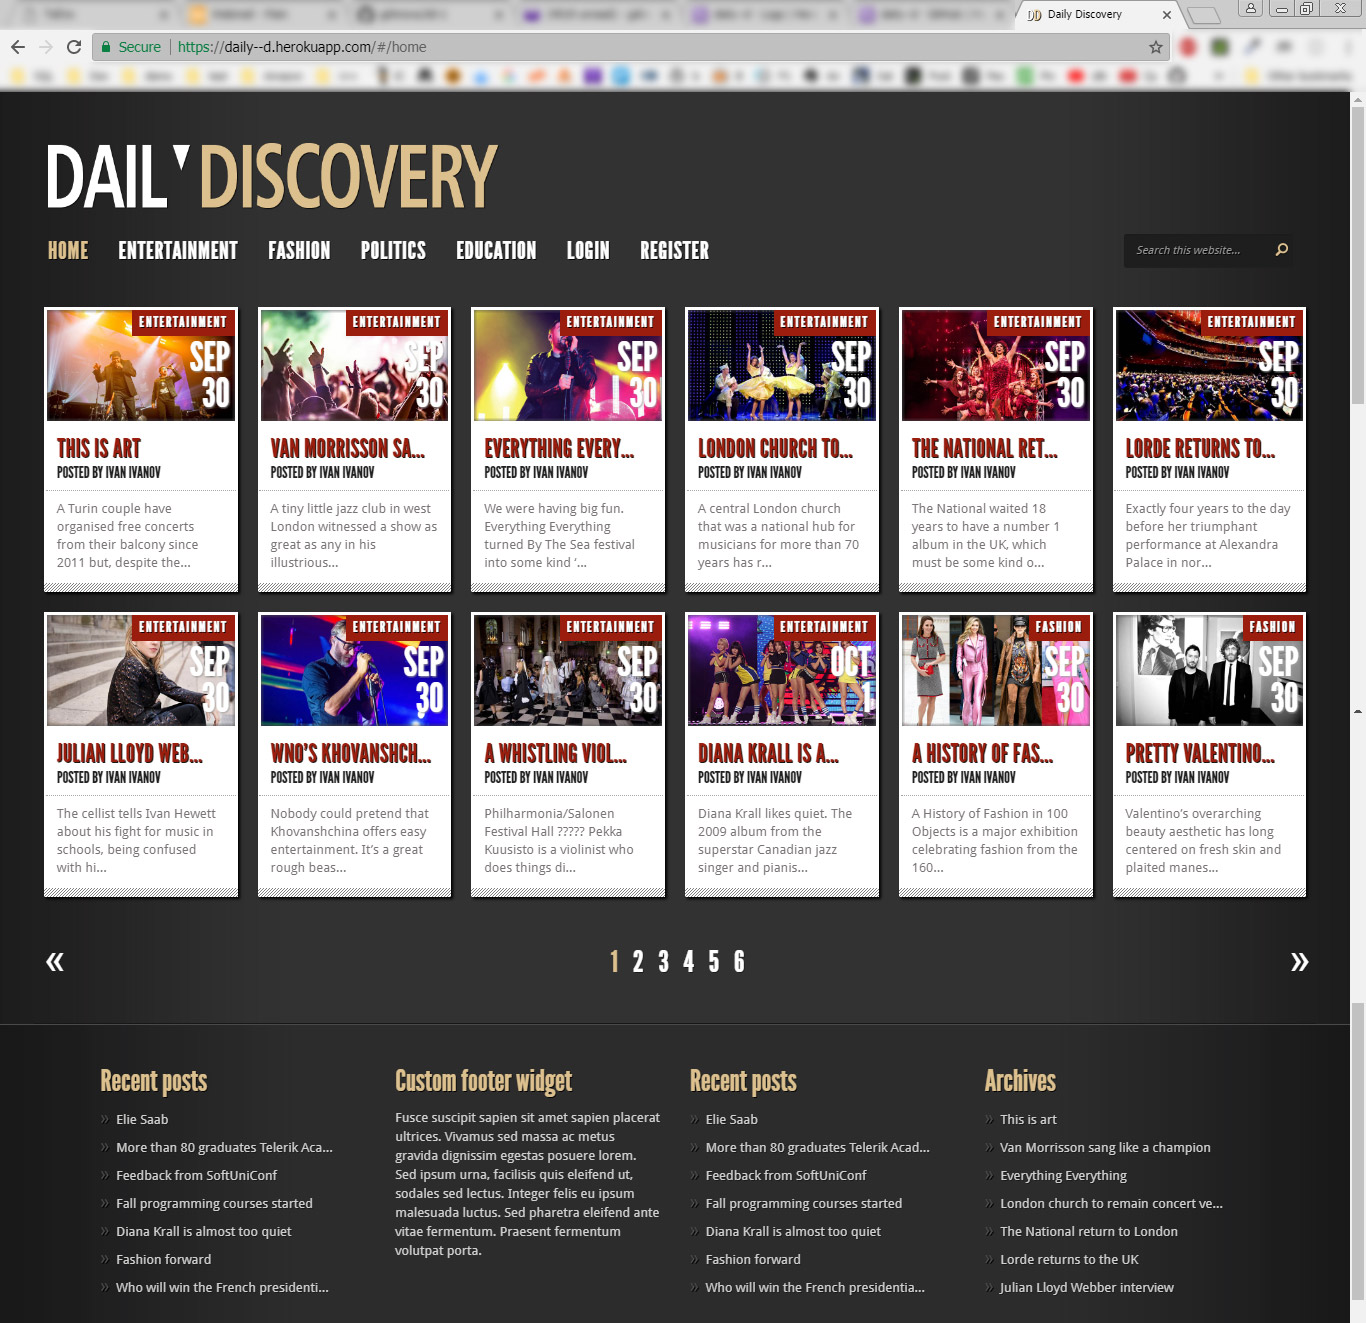 Daily Discovery
Secure
https://daily--d.herokuapp.com/#/home
DAIL DISCOVERY
HOME ENTERTAINMENT FASHION POLITICS EDUCATION LOGIN REGISTER
Search this website...
ENTERTAINMENT
SEP
30
THIS IS ART
POSTED BY IVAN IVANOV
A Turin couple have
organised free concerts
from their balcony since
2011 but, despite the...
ENTERTAINMENT
SEP
30
VAN MORRISSON SA...
POSTED BY IVAN IVANOV
A tiny little jazz club in west
London witnessed a show as
great as any in his
illustrious...
ENTERTAINMENT
SEP
30
EVERYTHING EVERY...
POSTED BY IVAN IVANOV
We were having big fun.
Everything Everything
turned By The Sea festival
into some kind ‘...
ENTERTAINMENT
SEP
30
LONDON CHURCH TO...
POSTED BY IVAN IVANOV
A central London church
that was a national hub for
musicians for more than 70
years has r...
ENTERTAINMENT
SEP
30
THE NATIONAL RET...
POSTED BY IVAN IVANOV
The National waited 18
years to have a number 1
album in the UK, which
must be some kind o...
ENTERTAINMENT
SEP
30
LORDE RETURNS TO...
POSTED BY IVAN IVANOV
Exactly four years to the day
before her triumphant
performance at Alexandra
Palace in nor...
ENTERTAINMENT
SEP
30
JULIAN LLOYD WEB...
POSTED BY IVAN IVANOV
The cellist tells Ivan Hewett
about his fight for music in
schools, being confused
with hi...
ENTERTAINMENT
SEP
30
WNO'S KHOVANSHCH...
POSTED BY IVAN IVANOV
Nobody could pretend that
Khovanshchina offers easy
entertainment. It’s a great
rough beas...
ENTERTAINMENT
SEP
30
A WHISTLING VIOL...
POSTED BY IVAN IVANOV
Philharmonia/Salonen
Festival Hall ????? Pekka
Kuusisto is a violinist who
does things di...
ENTERTAINMENT
OCT
1
DIANA KRALL IS A...
POSTED BY IVAN IVANOV
Diana Krall likes quiet. The
2009 album from the
superstar Canadian jazz
singer and pianis...
FASHION
SEP
30
A HISTORY OF FAS...
POSTED BY IVAN IVANOV
A History of Fashion in 100
Objects is a major exhibition
celebrating fashion from the
160...
FASHION
SEP
30
PRETTY VALENTINO...
POSTED BY IVAN IVANOV
Valentino’s overarching
beauty aesthetic has long
centered on fresh skin and
plaited manes...
« 1 2 3 4 5 6 »
Recent posts
» Elie Saab
» More than 80 graduates Telerik Aca...
» Feedback from SoftUniConf
» Fall programming courses started
» Diana Krall is almost too quiet
» Fashion forward
» Who will win the French presidenti...
Custom footer widget
Fusce suscipit sapien sit amet sapien placerat
ultrices. Vivamus sed massa ac metus
gravida dignissim egestas posuere lorem.
Sed ipsum urna, facilisis quis eleifend ut,
sodales sed lectus. Integer felis eu ipsum
malesuada luctus. Sed pharetra eleifend ante
vitae fermentum. Praesent fermentum
volutpat porta.
Recent posts
» Elie Saab
» More than 80 graduates Telerik Acad...
» Feedback from SoftUniConf
» Fall programming courses started
» Diana Krall is almost too quiet
» Fashion forward
» Who will win the French presidentia...
Archives
» This is art
» Van Morrisson sang like a champion
» Everything Everything
» London church to remain concert ve...
» The National return to London
» Lorde returns to the UK
» Julian Lloyd Webber interview